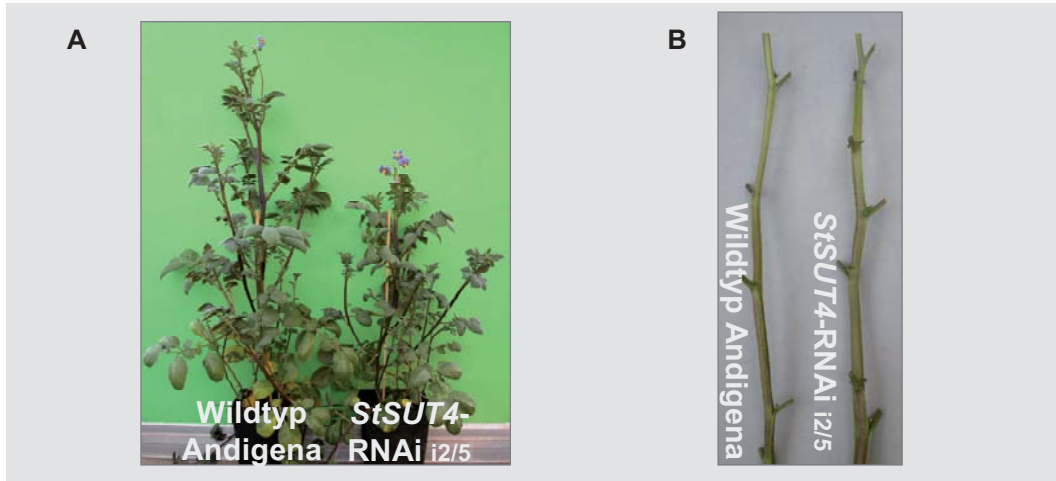 A
B
Wildtyp StSUT4-
Andigena RNAi i2/5
Wildtyp Andigena
StSUT4-RNAi i2/5